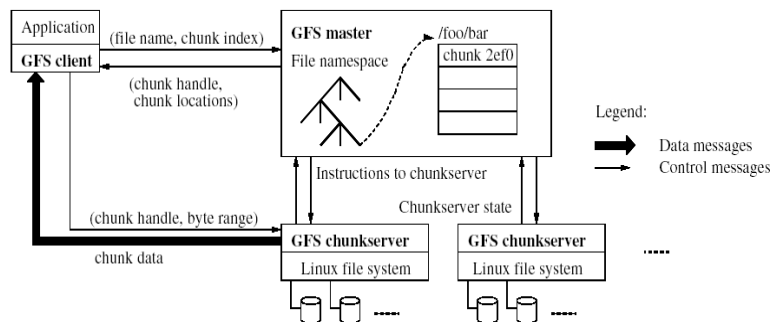 Application
GFS client
(file name, chunk index)
(chunk handle,
chunk locations)
GFS master
File namespace
/foo/bar
chunk 2ef0
Legend:
Data messages
Control messages
Instructions to chunkserver
Chunkserver state
(chunk handle, byte range)
chunk data
GFS chunkserver
Linux file system
GFS chunkserver
Linux file system